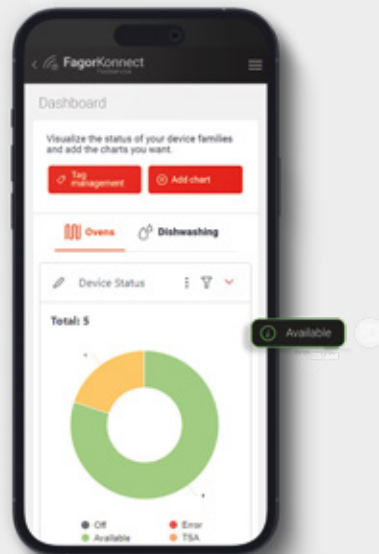 FagorKonnect
Dashboard
Visualize the status of your device families
and add the charts you want.
Tag
management
Add chart
Ovens
Dishwashing
Device Status
Total: 5
Available
Off
Error
Available
TSA